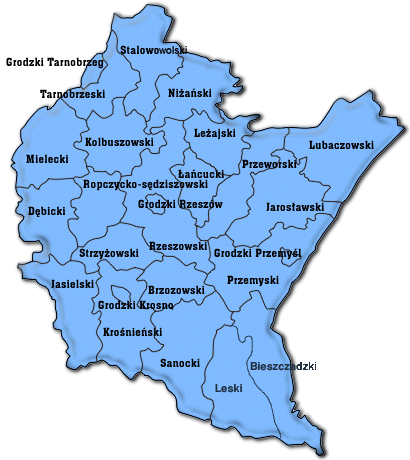 Stalowowolski
Grodzki Tarnobrzeg
Tarnobrzeski
Niżański
Leżajski
Kolbuszowski
Lubaczowski
Mielecki
Przeworski
Łańcucki
Ropczycko-sędziszowski
Grodzki Rzeszów
Jarosławski
Dębicki
Rzeszowski
Strzyżowski
Grodzki Przemyśl
Przemyski
Jasielski
Brzozowski
Grodzki Krosno
Krośnieński
Sanocki
Bieszczadzki
Leski